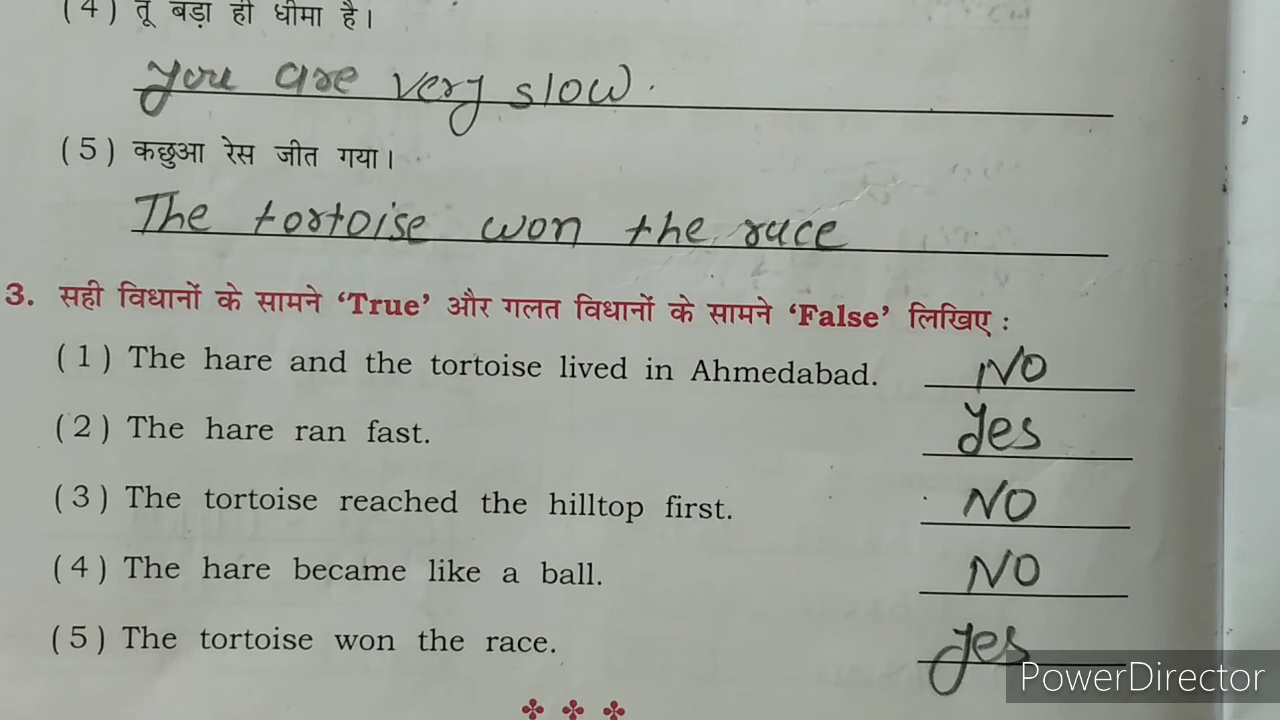 (4) तू बड़ा ही धीमा है।
you are very slow.
(5) कछुआ रेस जीत गया।
The tortoise won the race
3. सही विधानों के सामने ‘True’ और गलत विधानों के सामने ‘False’ लिखिए :
(1) The hare and the tortoise lived in Ahmedabad. NO
(2) The hare ran fast. yes
(3) The tortoise reached the hilltop first. NO
(4) The hare became like a ball. NO
(5) The tortoise won the race. yes
PowerDirector